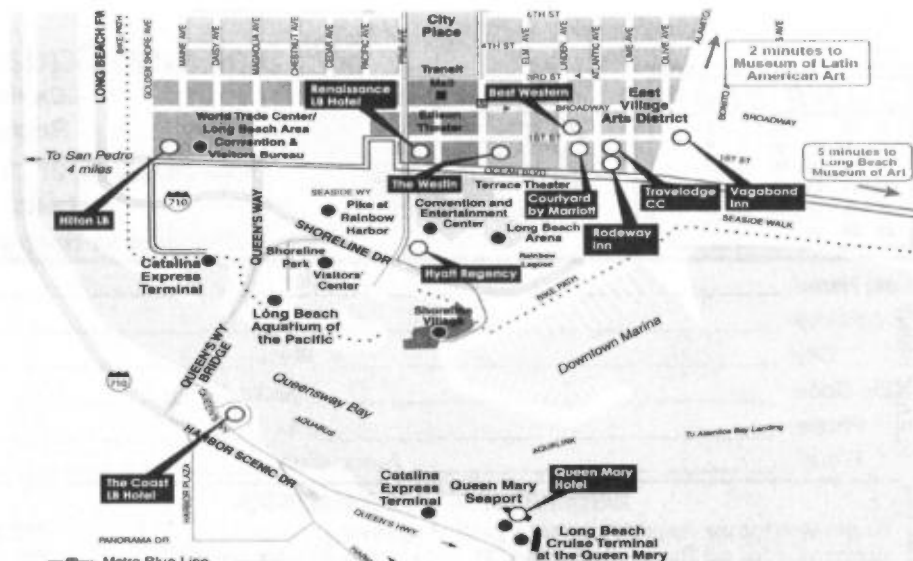 City
Place
6TH ST
4TH ST
3RD ST
Transit
Mall
LONG BEACH
BIKE PATH
GOLDEN SHORE AVE
MAINE AVE
DAISY AVE
MAGNOLIA AVE
CHESTNUT AVE
CEDAR AVE
PACIFIC AVE
PINE AVE
ELM AVE
LINDEN AVE
ATLANTIC AVE
LIME AVE
OLIVE AVE
2 minutes to
Museum of Latin
American Art
Renaissance
LB Hotel
Best Western
BROADWAY
East
Village
Arts District
BROADWAY
World Trade Center/
Long Beach Area
Convention &
Visitors Bureau
Edison
Theater
1ST ST
1ST ST
To San Pedro
4 miles
5 minutes to
Long Beach
Museum of Art
OCEAN BLVD
Hilton LB
710
QUEEN'S WAY
SEASIDE WY
Pike at
Rainbow
Harbor
The Westin
Terrace Theater
Convention and
Entertainment
Center
Courtyard
by Marriott
Travelodge
CC
Vagabond
Inn
Rodeway
Inn
SEASIDE WALK
Long Beach
Arena
Rainbow
Lagoon
SHORELINE DR
Catalina
Express
Terminal
Shoreline
Park
Visitors'
Center
Hyatt Regency
BIKE PATH
Long Beach
Aquarium of
the Pacific
Shoreline
Village
Downtown Marina
QUEEN'S WY
BRIDGE
710
Queensway Bay
AQUABUS
AQUALINK
To Alamitos Bay Landing
HARBOR SCENIC DR
The Coast
LB Hotel
HARBOR PLAZA
Catalina
Express
Terminal
Queen Mary
Seaport
Queen Mary
Hotel
QUEEN'S HWY
Long Beach
Cruise Terminal
at the Queen Mary
PANORAMA DR.
Metro Blue Line